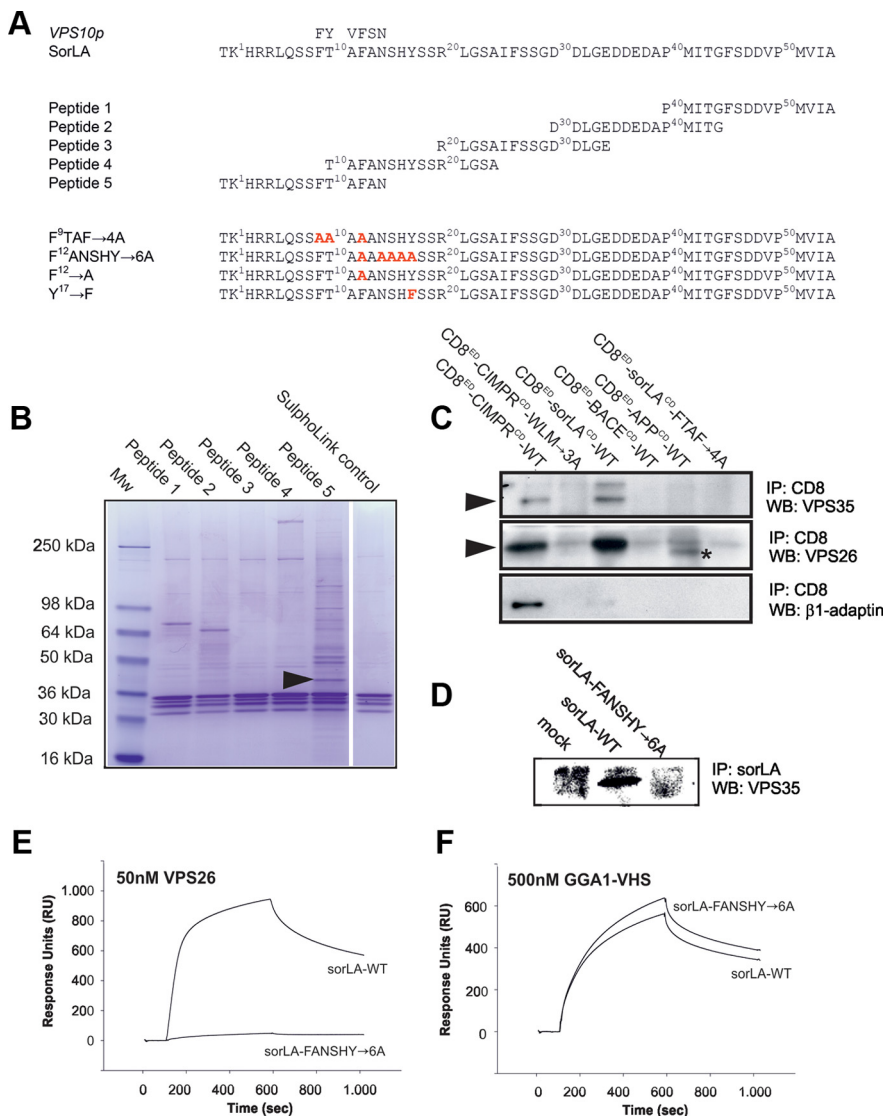 A
VPS10p FY VFSN
SorLA TK¹HRRLQSSFT¹⁰AFANSHYSSR²⁰LGSAIFSSGD³⁰DLGEDDEDAP⁴⁰MITGFSDDVP⁵⁰MVIA
Peptide 1 P⁴⁰MITGFSDDVP⁵⁰MVIA
Peptide 2 D³⁰DLGEDDEDAP⁴⁰MITG
Peptide 3 R²⁰LGSAIFSSGD³⁰DLGE
Peptide 4 T¹⁰AFANSHYSSR²⁰LGSA
Peptide 5 TK¹HRRLQSSFT¹⁰AFAN
F⁹TAF→4A TK¹HRRLQSSAA¹⁰AAANSHYSSR²⁰LGSAIFSSGD³⁰DLGEDDEDAP⁴⁰MITGFSDDVP⁵⁰MVIA
F¹²ANSHY→6A TK¹HRRLQSSFT¹⁰AAAAAAASSR²⁰LGSAIFSSGD³⁰DLGEDDEDAP⁴⁰MITGFSDDVP⁵⁰MVIA
F¹²→A TK¹HRRLQSSFT¹⁰AAANSHYSSR²⁰LGSAIFSSGD³⁰DLGEDDEDAP⁴⁰MITGFSDDVP⁵⁰MVIA
Y¹⁷→F TK¹HRRLQSSFT¹⁰AFANSHFSSR²⁰LGSAIFSSGD³⁰DLGEDDEDAP⁴⁰MITGFSDDVP⁵⁰MVIA
B
Mw
Peptide 1
Peptide 2
Peptide 3
Peptide 4
Peptide 5
SulphoLink control
250 kDa
98 kDa
64 kDa
50 kDa
36 kDa
30 kDa
16 kDa
C
CD8ᴱᴰ-CIMPRᶜᴰ-WT
CD8ᴱᴰ-CIMPRᶜᴰ-WLM→3A
CD8ᴱᴰ-sorLAᶜᴰ-WT
CD8ᴱᴰ-BACEᶜᴰ-WT
CD8ᴱᴰ-APPᶜᴰ-WT
CD8ᴱᴰ-sorLAᶜᴰ-FTAF→4A
IP: CD8
WB: VPS35
IP: CD8
WB: VPS26
*
IP: CD8
WB: β1-adaptin
D
mock
sorLA-WT
sorLA-FANSHY→6A
IP: sorLA
WB: VPS35
E
50nM VPS26
Response Units (RU)
1.000
800
600
400
200
0
sorLA-WT
sorLA-FANSHY→6A
0 200 400 600 800 1.000
Time (sec)
F
500nM GGA1-VHS
Response Units (RU)
600
400
200
0
sorLA-FANSHY→6A
sorLA-WT
0 200 400 600 800 1.000
Time (sec)